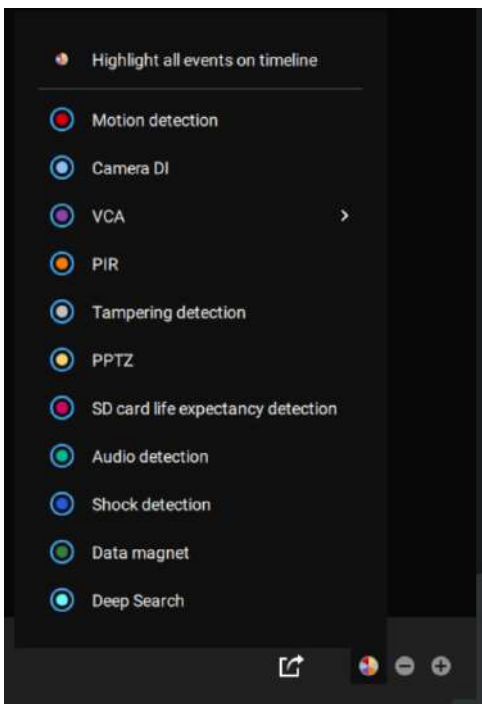 Highlight all events on timeline
Motion detection
Camera DI
VCA
PIR
Tampering detection
PPTZ
SD card life expectancy detection
Audio detection
Shock detection
Data magnet
Deep Search